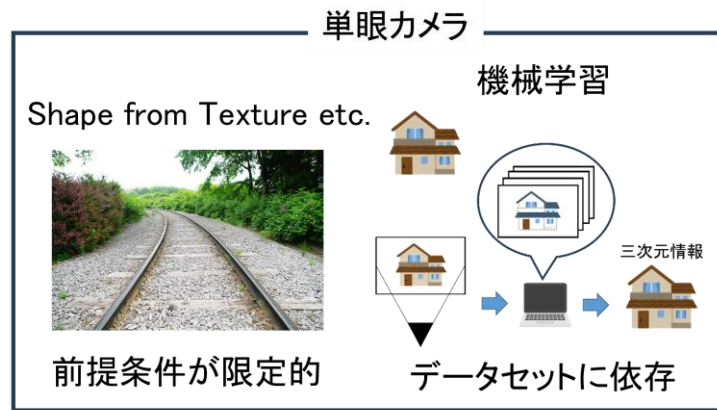 単眼カメラ
Shape from Texture etc.
前提条件が限定的
機械学習
三次元情報
データセットに依存